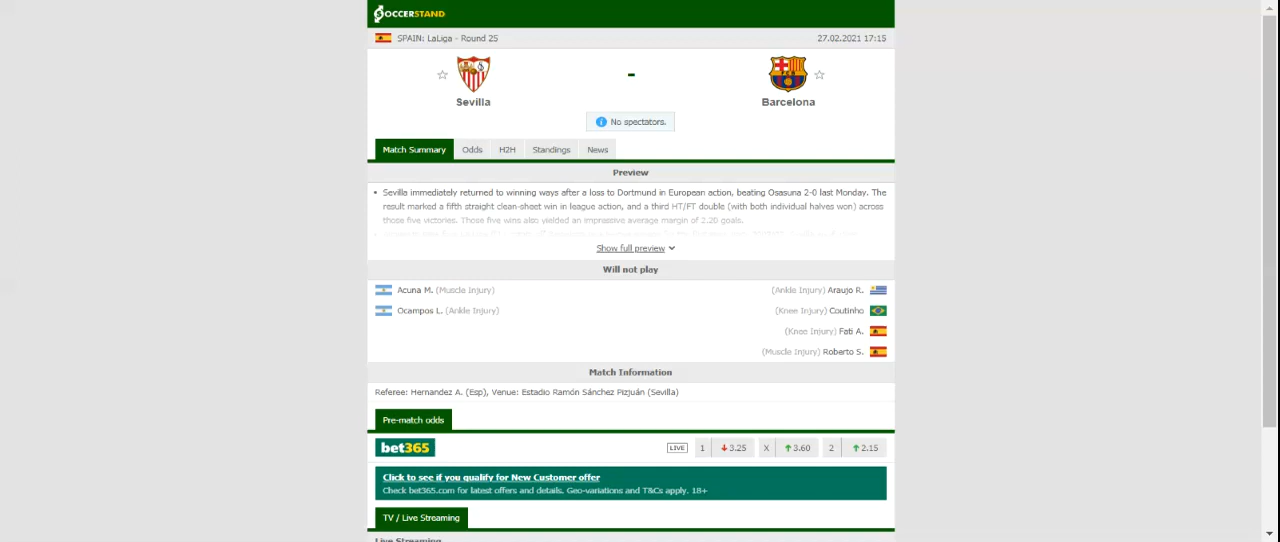 SOCCERSTAND
SPAIN: LaLiga - Round 25
27.02.2021 17:15
-
Sevilla
Barcelona
No spectators.
Match Summary
Odds
H2H
Standings
News
Preview
Sevilla immediately returned to winning ways after a loss to Dortmund in European action, beating Osasuna 2-0 last Monday. The
result marked a fifth straight clean-sheet win in league action, and a third HT/FT double (with both individual halves won) across
those five victories. Those five wins also yielded an impressive average margin of 2.20 goals.
Show full preview
Will not play
Acuna M. (Muscle Injury)
(Ankle Injury) Araujo R.
Ocampos L. (Ankle Injury)
(Knee Injury) Coutinho
(Knee Injury) Fati A.
(Muscle Injury) Roberto S.
Match Information
Referee: Hernandez A. (Esp), Venue: Estadio Ramón Sánchez Pizjuán (Sevilla)
Pre-match odds
bet365
LIVE
1 3.25
X 3.60
2 2.15
Click to see if you qualify for New Customer offer
Check bet365.com for latest offers and details. Geo-variations and T&Cs apply. 18+
TV / Live Streaming
Live Streaming